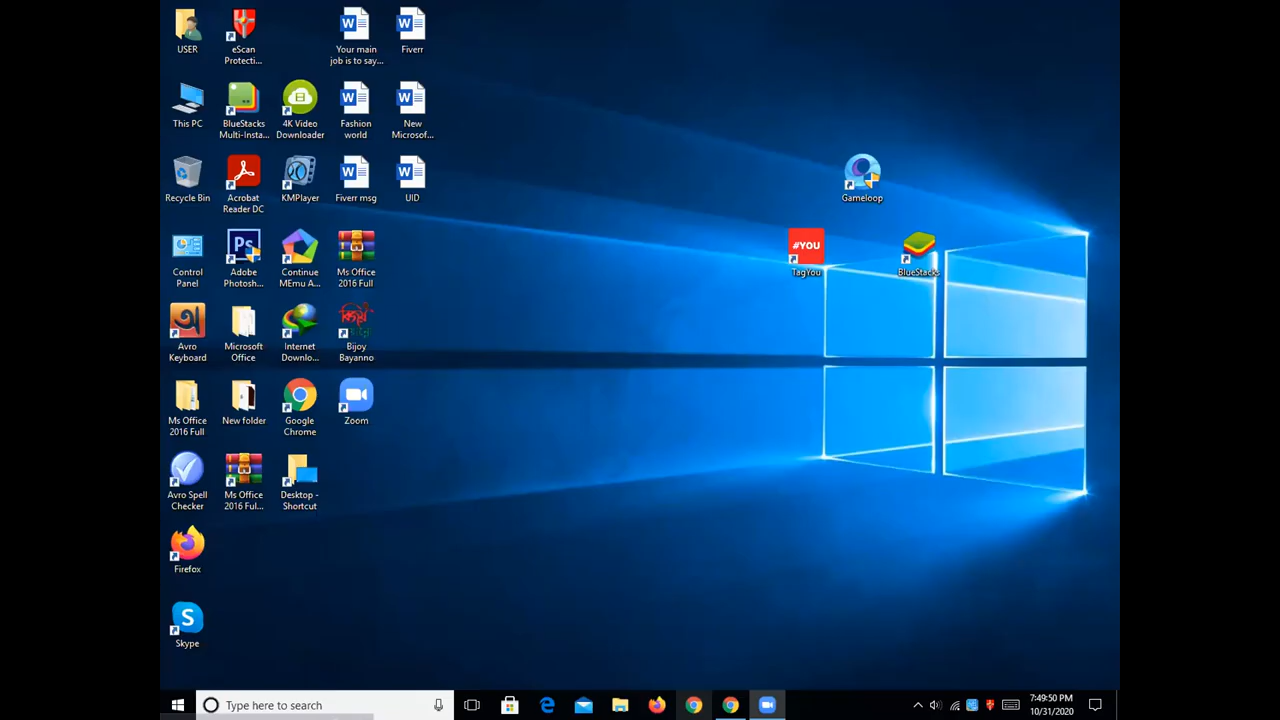 USER
eScan
Protecti...
Your main
job is to say...
Fiverr
This PC
BlueStacks
Multi-Insta...
4K Video
Downloader
Fashion
world
New
Microsof...
Recycle Bin
Acrobat
Reader DC
KMPlayer
Fiverr msg
UID
Gameloop
Control
Panel
Ps
Adobe
Photosh...
Continue
MEmu A...
Ms Office
2016 Full
#YOU
TagYou
BlueStacks
অ
Avro
Keyboard
Microsoft
Office
Internet
Downlo...
বিজয়
Bijoy
Bayanno
Ms Office
2016 Full
New folder
Google
Chrome
Zoom
Avro Spell
Checker
Ms Office
2016 Ful...
Desktop -
Shortcut
Firefox
Skype
Type here to search
7:49:50 PM
10/31/2020